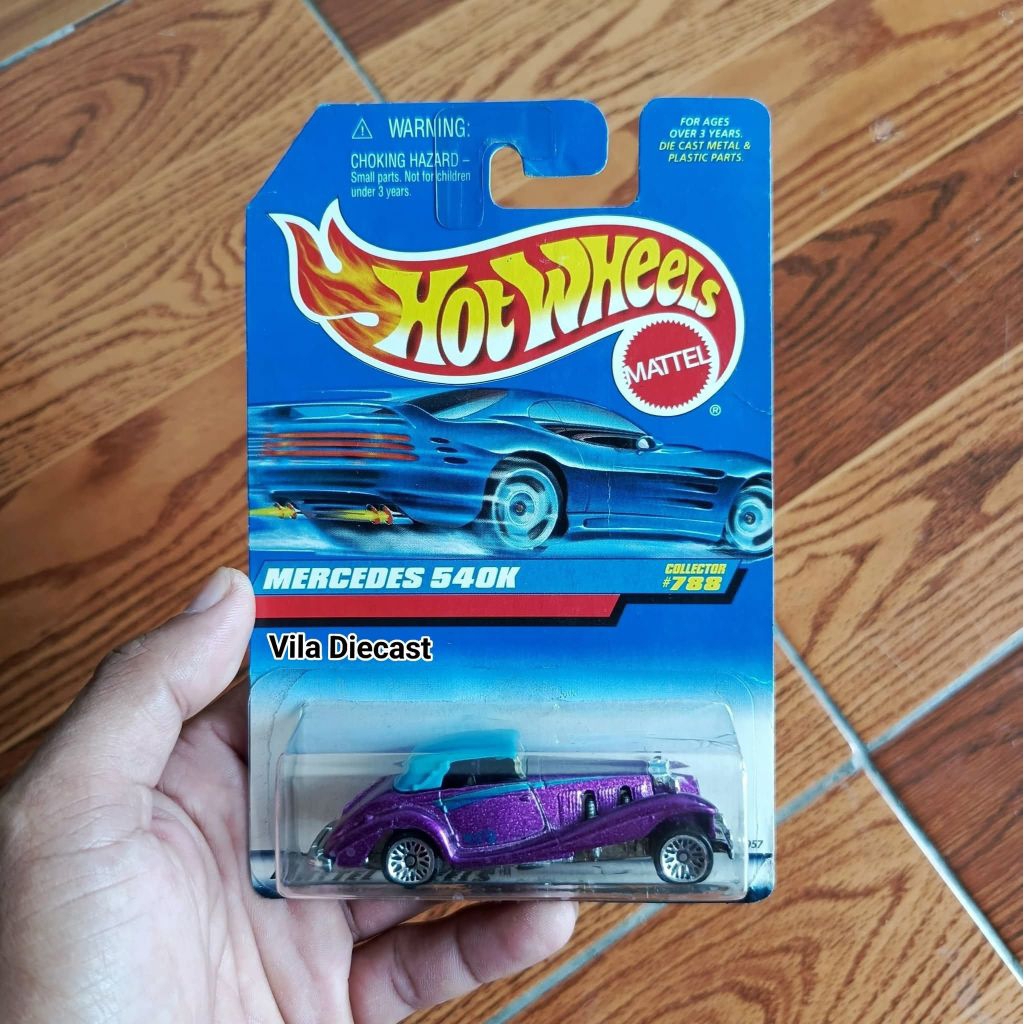 WARNING:
CHOKING HAZARD –
Small parts. Not for children
under 3 years.
FOR AGES
OVER 3 YEARS.
DIE CAST METAL &
PLASTIC PARTS.
HOT WHEELS
MATTEL
®
MERCEDES 540K
COLLECTOR
#788
Vila Diecast
057